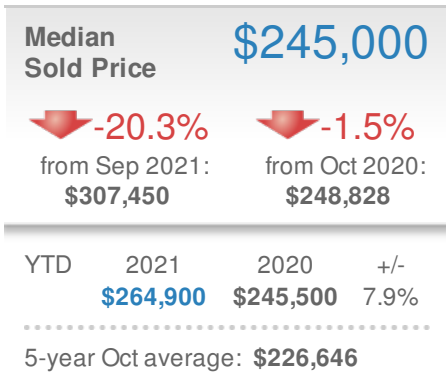 Median
Sold Price
$245,000
-20.3% -1.5%
from Sep 2021: from Oct 2020:
$307,450 $248,828
YTD 2021 2020 +/-
$264,900 $245,500 7.9%
5-year Oct average: $226,646